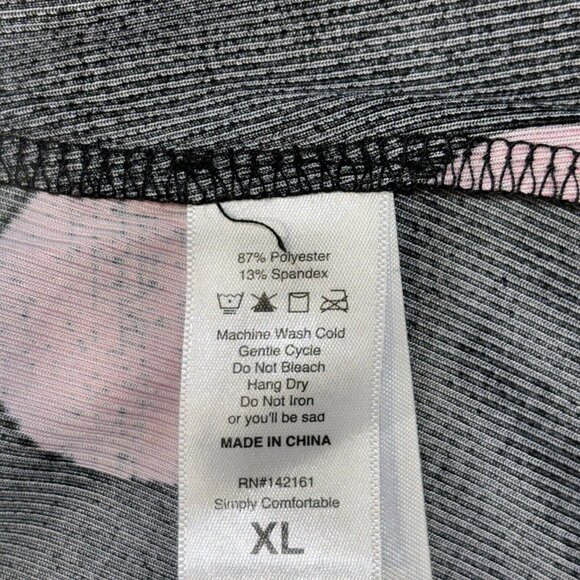 87% Polyester
13% Spandex
Machine Wash Cold
Gentle Cycle
Do Not Bleach
Hang Dry
Do Not Iron
or you'll be sad
MADE IN CHINA
RN#142161
Simply Comfortable
XL